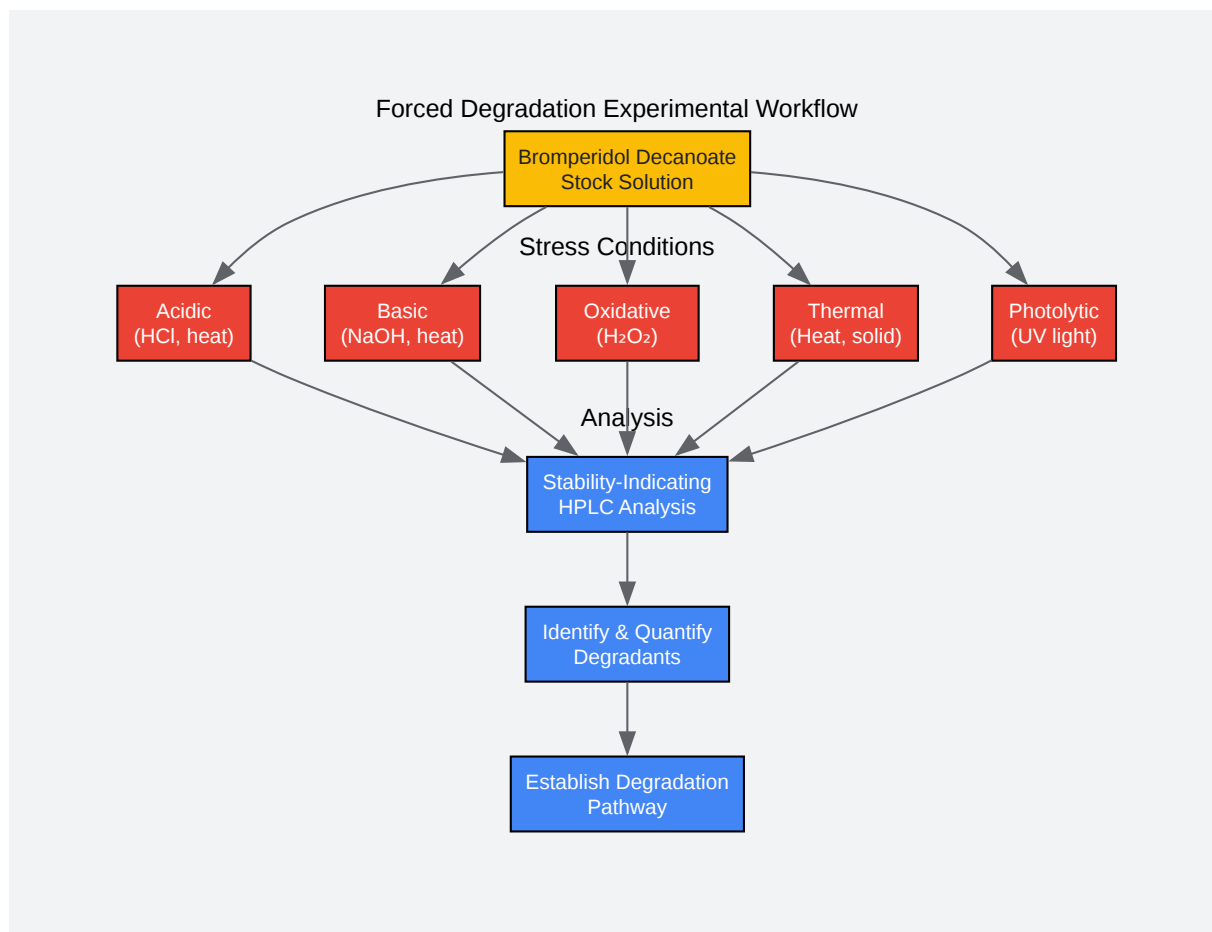 Forced Degradation Experimental Workflow
Bromperidol Decanoate
Stock Solution
Stress Conditions
Acidic
(HCl, heat)
Basic
(NaOH, heat)
Oxidative
(H₂O₂)
Thermal
(Heat, solid)
Photolytic
(UV light)
Analysis
Stability-Indicating
HPLC Analysis
Identify & Quantify
Degradants
Establish Degradation
Pathway